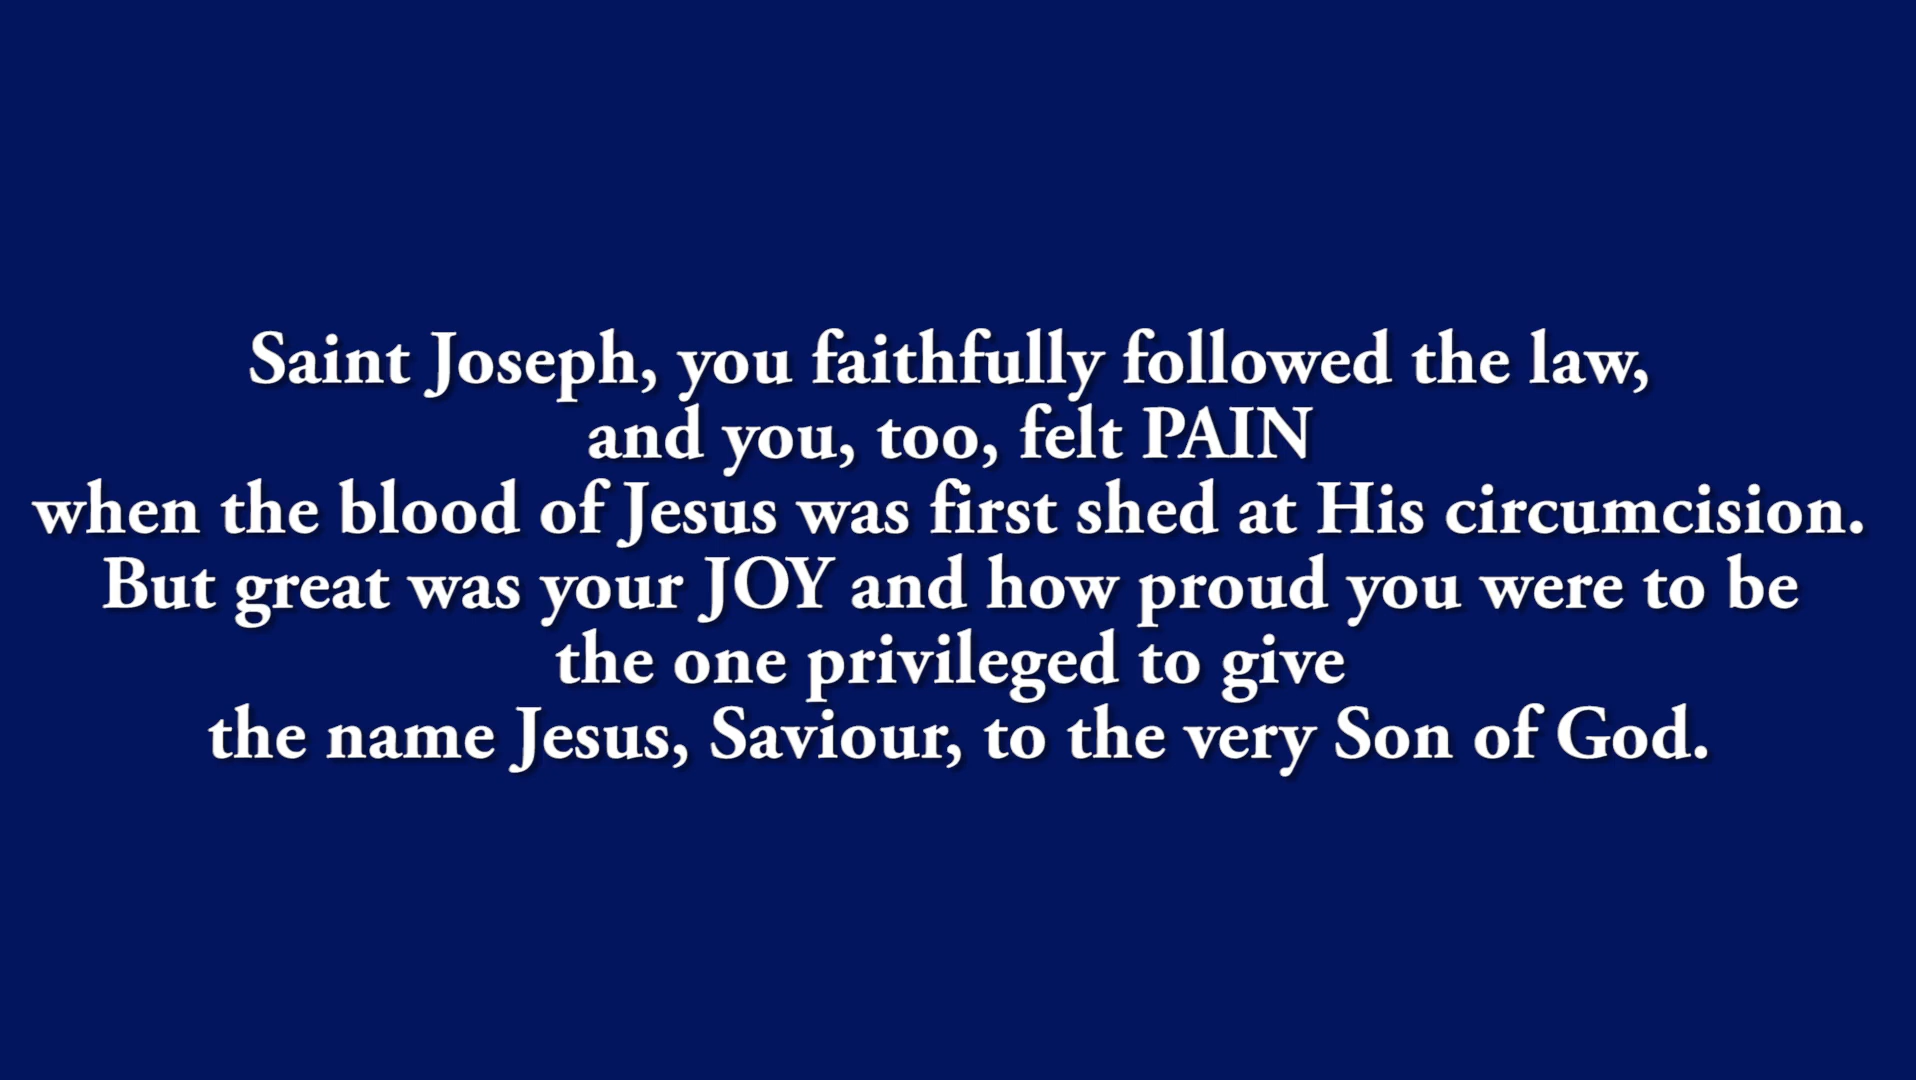 Saint Joseph, you faithfully followed the law,
and you, too, felt PAIN
when the blood of Jesus was first shed at His circumcision.
But great was your JOY and how proud you were to be
the one privileged to give
the name Jesus, Saviour, to the very Son of God.